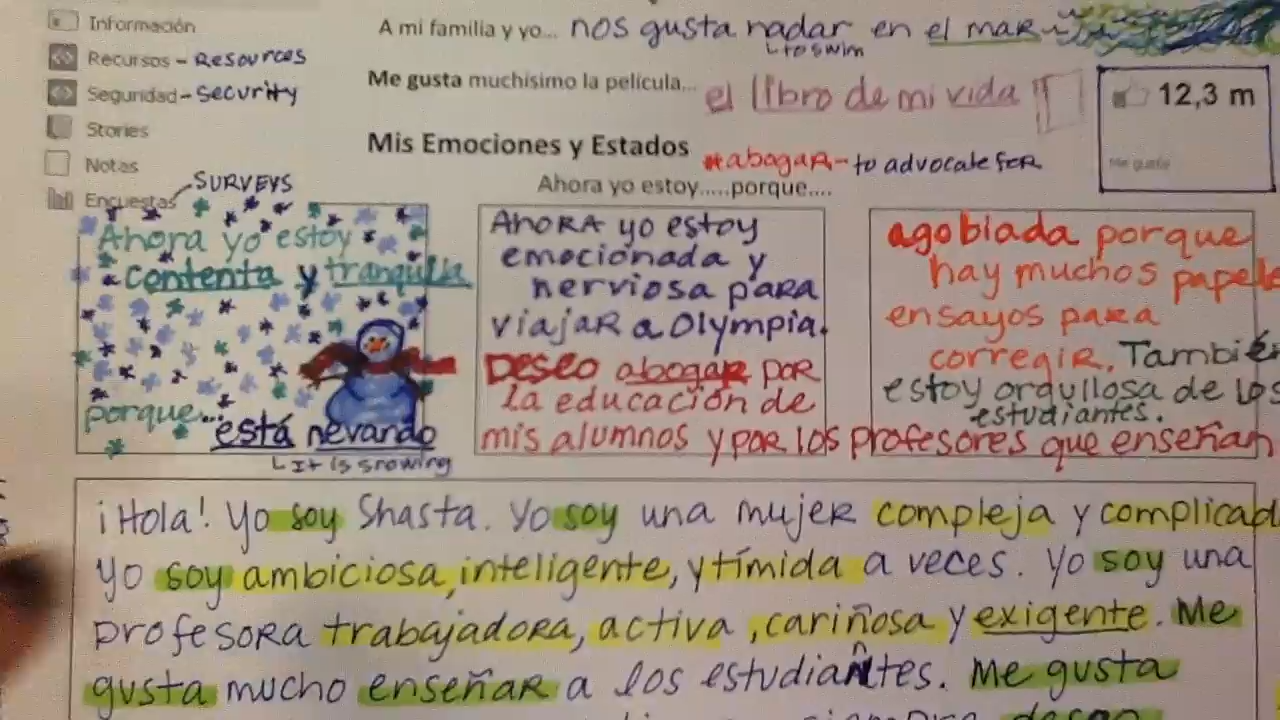 Información
Recursos - Resources
Seguridad - Security
Stories
Notas
SURVEYS
Encuestas
A mi familia y yo... nos gusta nadar en el mar
to swim
Me gusta muchísimo la película... el libro de mi vida
12,3 m
Me gusta
Mis Emociones y Estados
*abogar - to advocate for
Ahora yo estoy.....porque....
Ahora yo estoy
contenta y tranquila
porque...
está nevando
It is snowing
Ahora yo estoy
emocionada y
nerviosa para
viajar a Olympia.
Deseo abogar por
la educación de
mis alumnos y por los profesores que enseñan
agobiada porque
hay muchos
ensayos para
corregir. También
estoy orgullosa de los
estudiantes.
¡Hola! Yo soy Shasta. Yo soy una mujer compleja y
Yo soy ambiciosa, inteligente, y tímida a veces. Yo soy una
profesora trabajadora, activa, cariñosa y exigente. Me
gusta mucho enseñar a los estudiantes. Me gusta